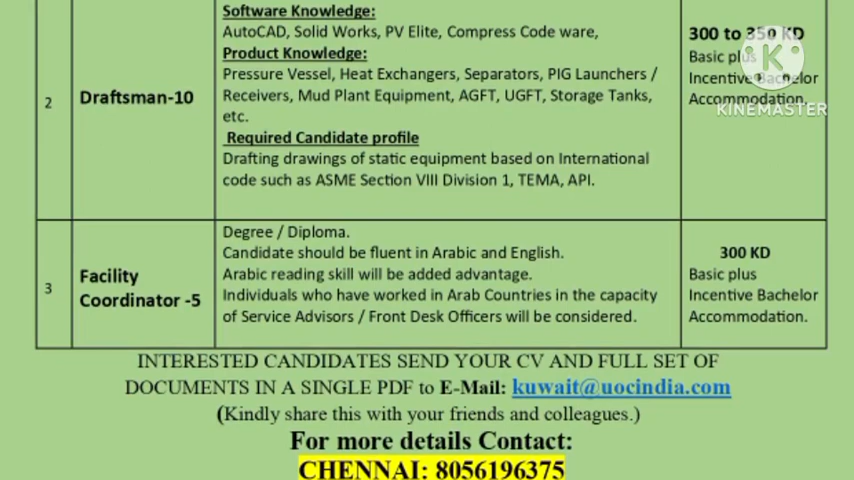 Software Knowledge:
AutoCAD, Solid Works, PV Elite, Compress Code ware,
Product Knowledge:
Pressure Vessel, Heat Exchangers, Separators, PIG Launchers /
Receivers, Mud Plant Equipment, AGFT, UGFT, Storage Tanks,
etc.
Required Candidate profile
Drafting drawings of static equipment based on International
code such as ASME Section VIII Division 1, TEMA, API.
2
Draftsman-10
300 to 350 KD
Basic plus
Incentive Bachelor
Accommodation.
K
KINEMASTER
3
Facility
Coordinator -5
Degree / Diploma.
Candidate should be fluent in Arabic and English.
Arabic reading skill will be added advantage.
Individuals who have worked in Arab Countries in the capacity
of Service Advisors / Front Desk Officers will be considered.
300 KD
Basic plus
Incentive Bachelor
Accommodation.
INTERESTED CANDIDATES SEND YOUR CV AND FULL SET OF
DOCUMENTS IN A SINGLE PDF to E-Mail: kuwait@uocindia.com
(Kindly share this with your friends and colleagues.)
For more details Contact:
CHENNAI: 8056196375